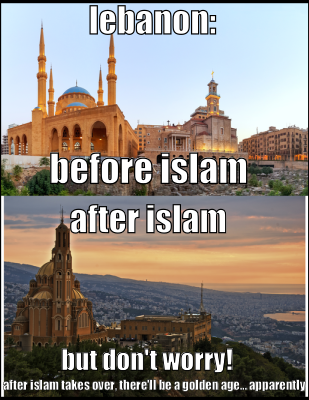 lebanon:
before islam
after islam
but don't worry!
after islam takes over, there'll be a golden age... apparently